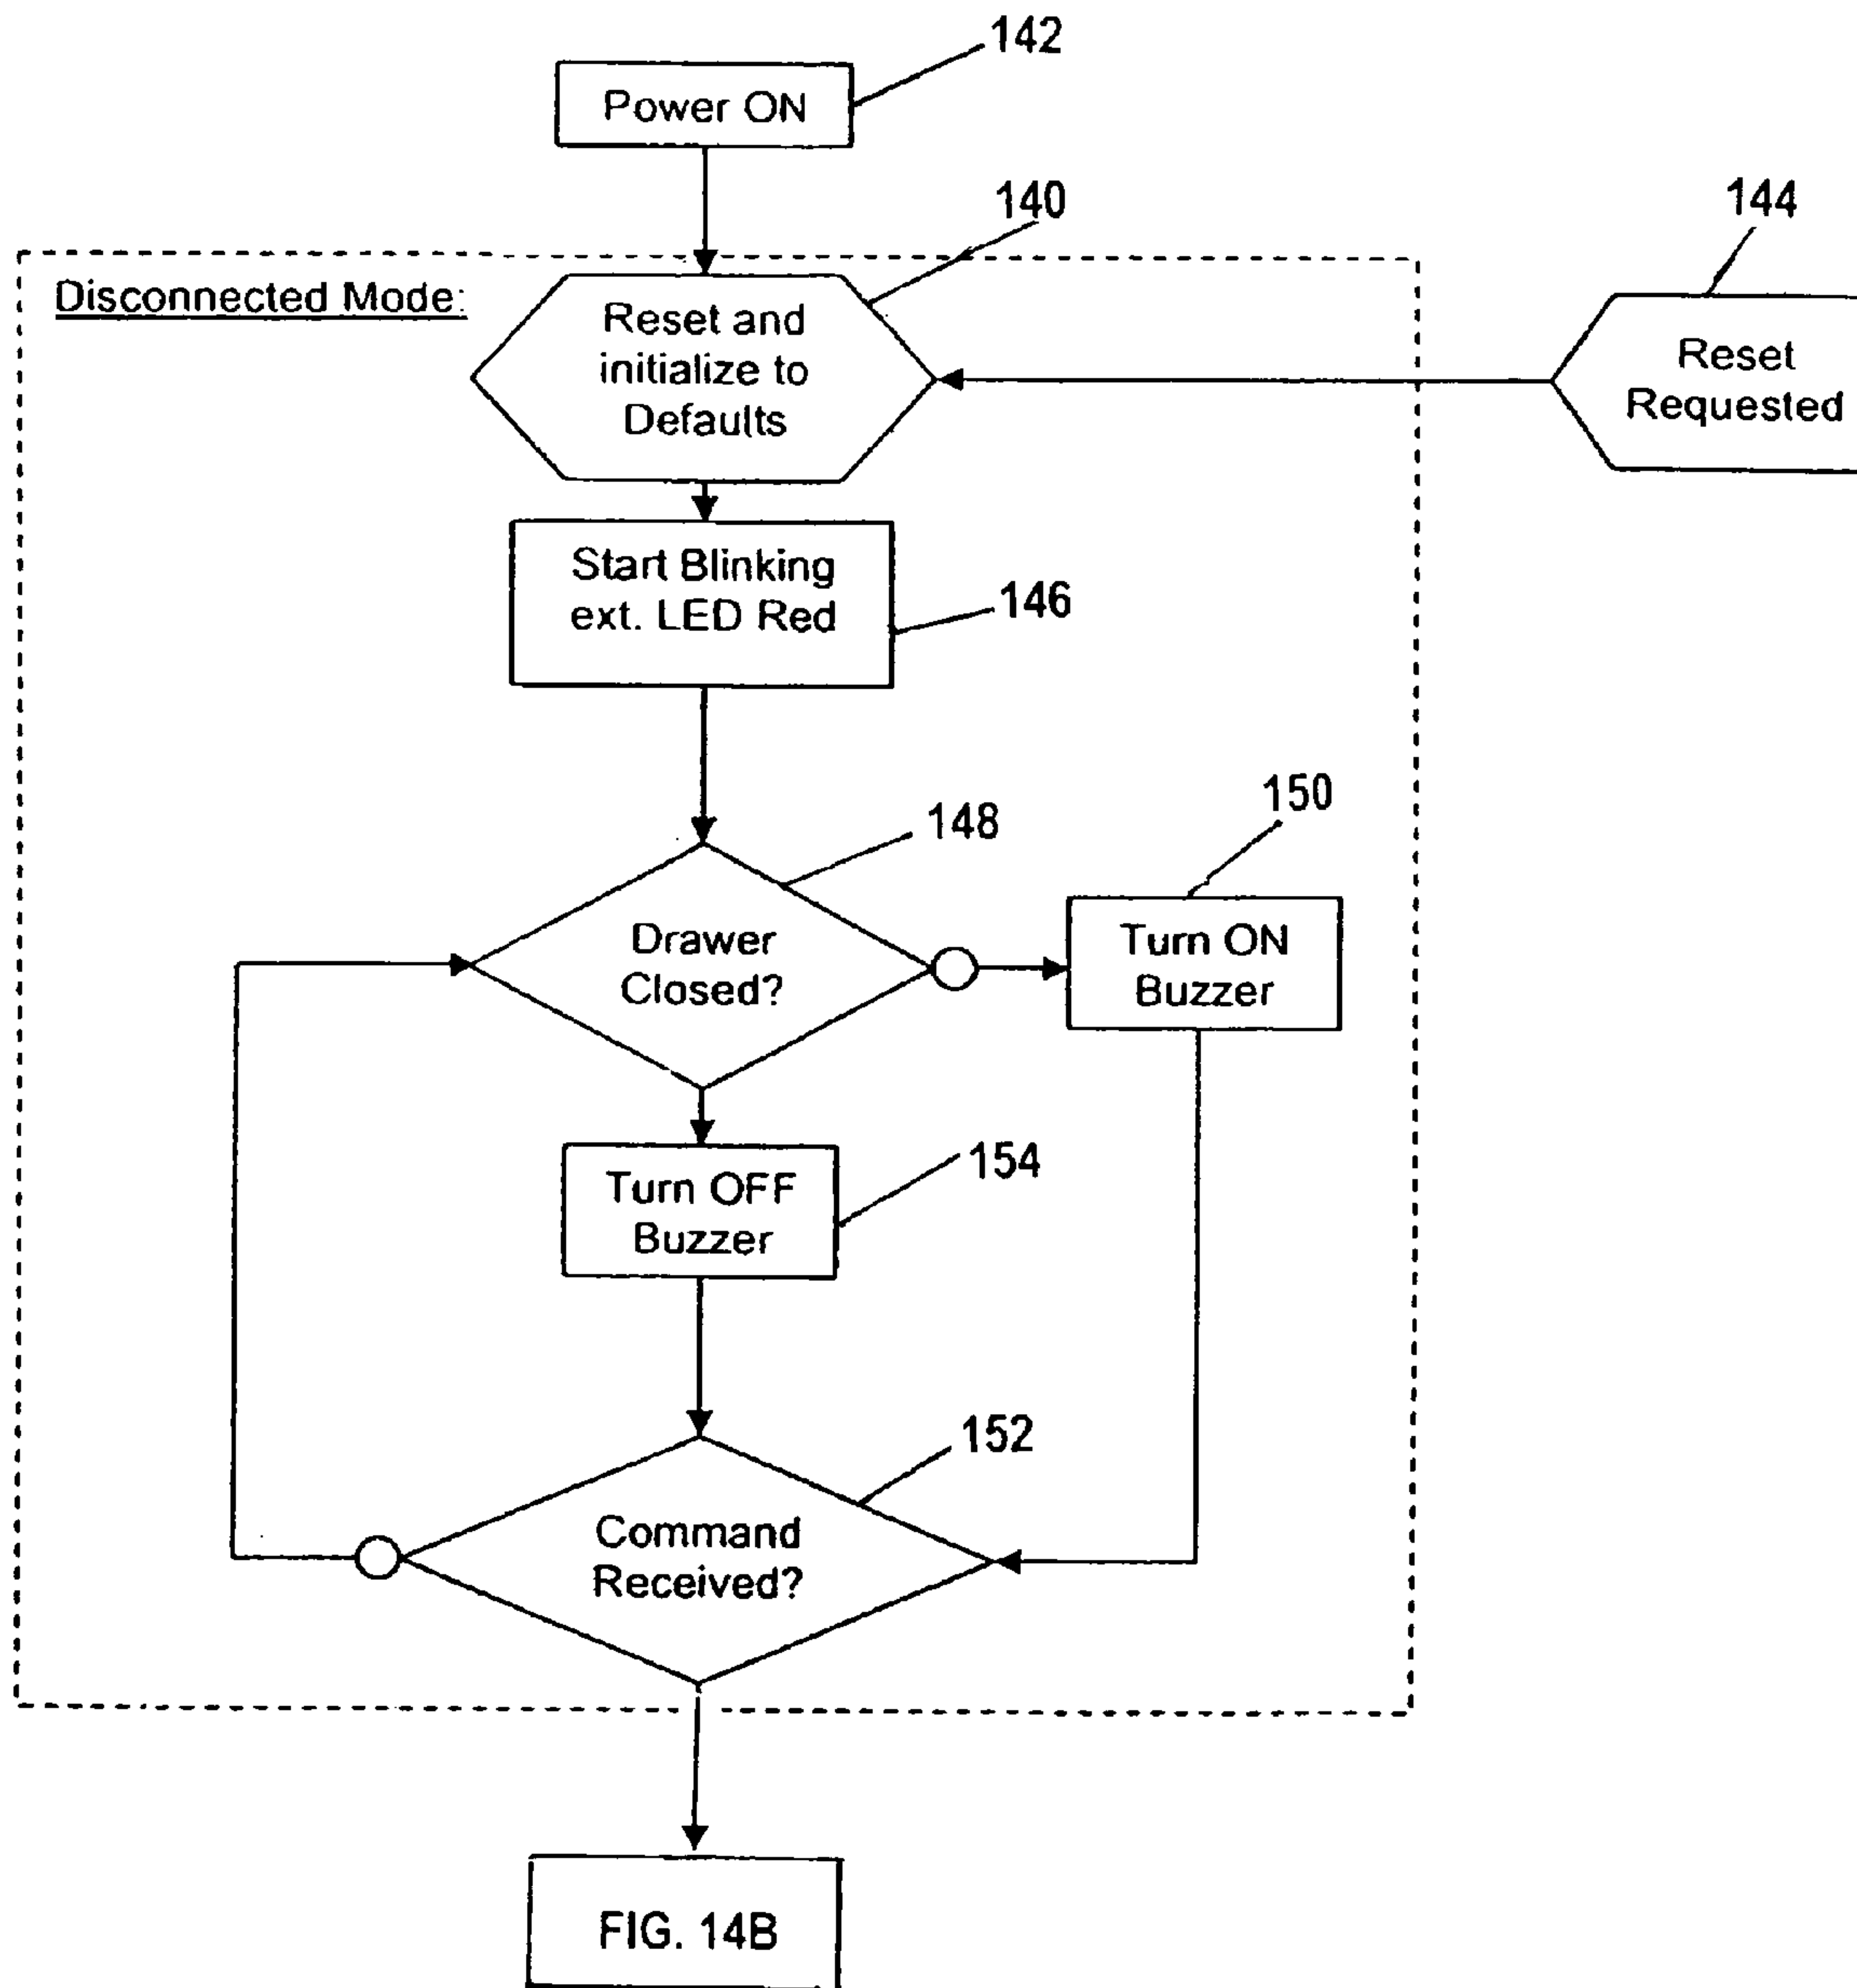 142
Power ON
140
144
Disconnected Mode:
Reset and
initialize to
Defaults
Reset
Requested
Start Blinking
ext. LED Red
146
148
150
Drawer
Closed?
Turn ON
Buzzer
154
Turn OFF
Buzzer
152
Command
Received?
FIG. 14B